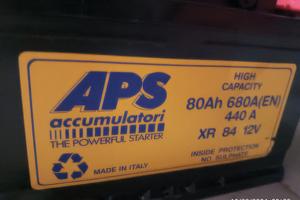 APS
accumulatori
THE POWERFUL STARTER
MADE IN ITALY
HIGH
CAPACITY
80Ah 680A(EN)
440 A
XR 84 12V
INSIDE PROTECTION
NO SULPHATE